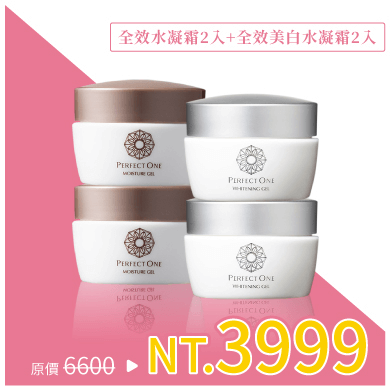 全效水凝霜2入+全效美白水凝霜2入
PERFECT ONE
MOISTURE GEL
PERFECT ONE
WHITENING GEL
PERFECT ONE
MOISTURE GEL
PERFECT ONE
WHITENING GEL
原價 6600 ▶ NT.3999